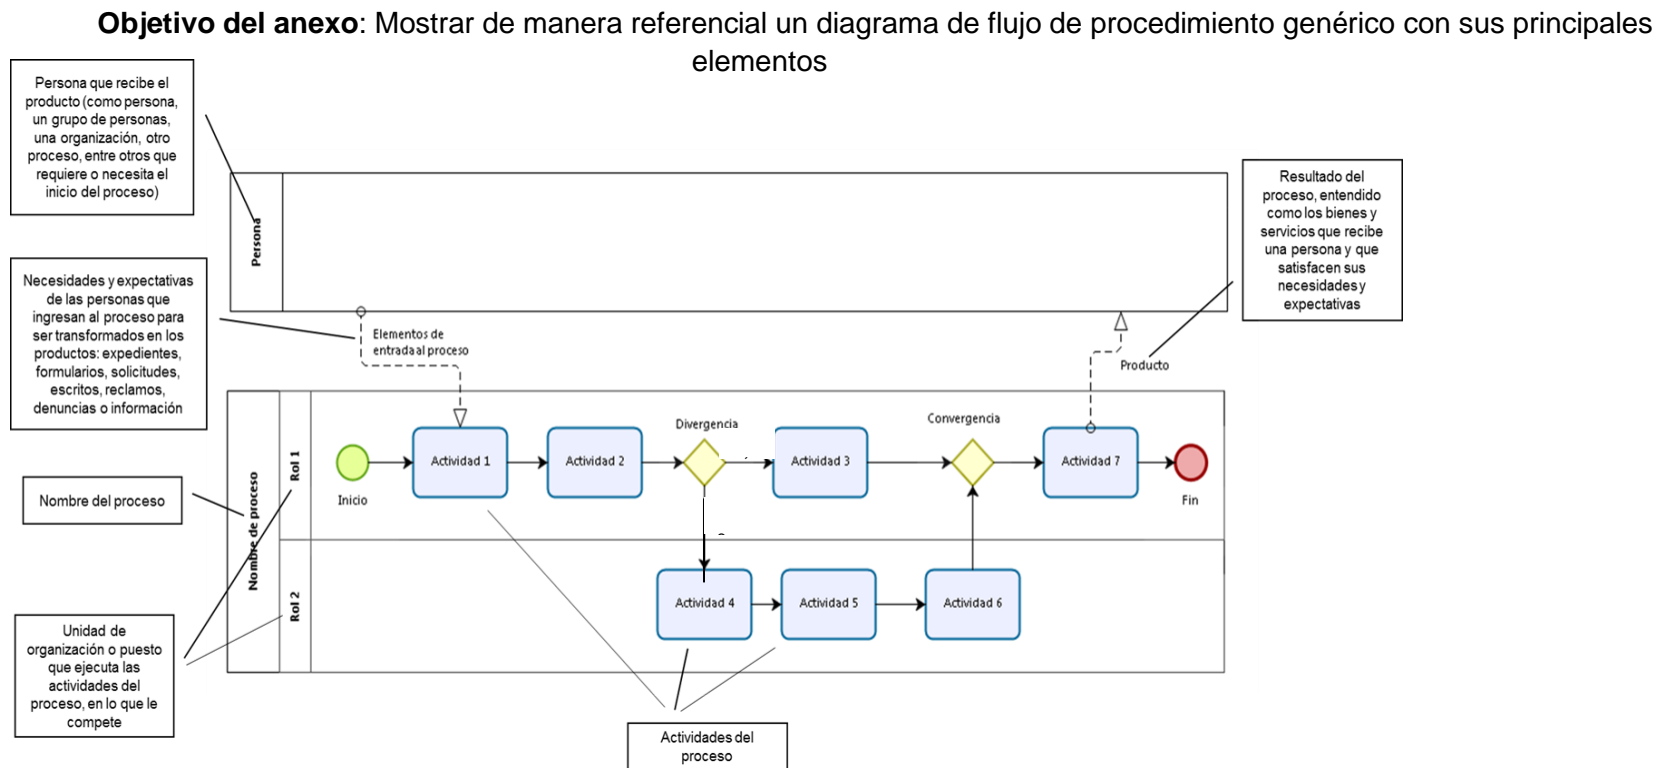 Objetivo del anexo: Mostrar de manera referencial un diagrama de flujo de procedimiento genérico con sus principales
elementos
Persona que recibe el
producto (como persona,
un grupo de personas,
una organización, otro
proceso, entre otros que
requiere o necesita el
inicio del proceso)
Persona
Resultado del
proceso, entendido
como los bienes y
servicios que recibe
una persona y que
satisfacen sus
necesidades y
expectativas
Necesidades y expectativas
de las personas que
ingresan al proceso para
ser transformados en los
productos: expedientes,
formularios, solicitudes,
escritos, reclamos,
denuncias o información
Elementos de
entrada al proceso
Producto
Nombre del proceso
Nombre de proceso
Rol 1
Inicio
Actividad 1
Actividad 2
Divergencia
Actividad 3
Convergencia
Actividad 7
Fin
Rol 2
Actividad 4
Actividad 5
Actividad 6
Unidad de
organización o puesto
que ejecuta las
actividades del
proceso, en lo que le
compete
Actividades del
proceso